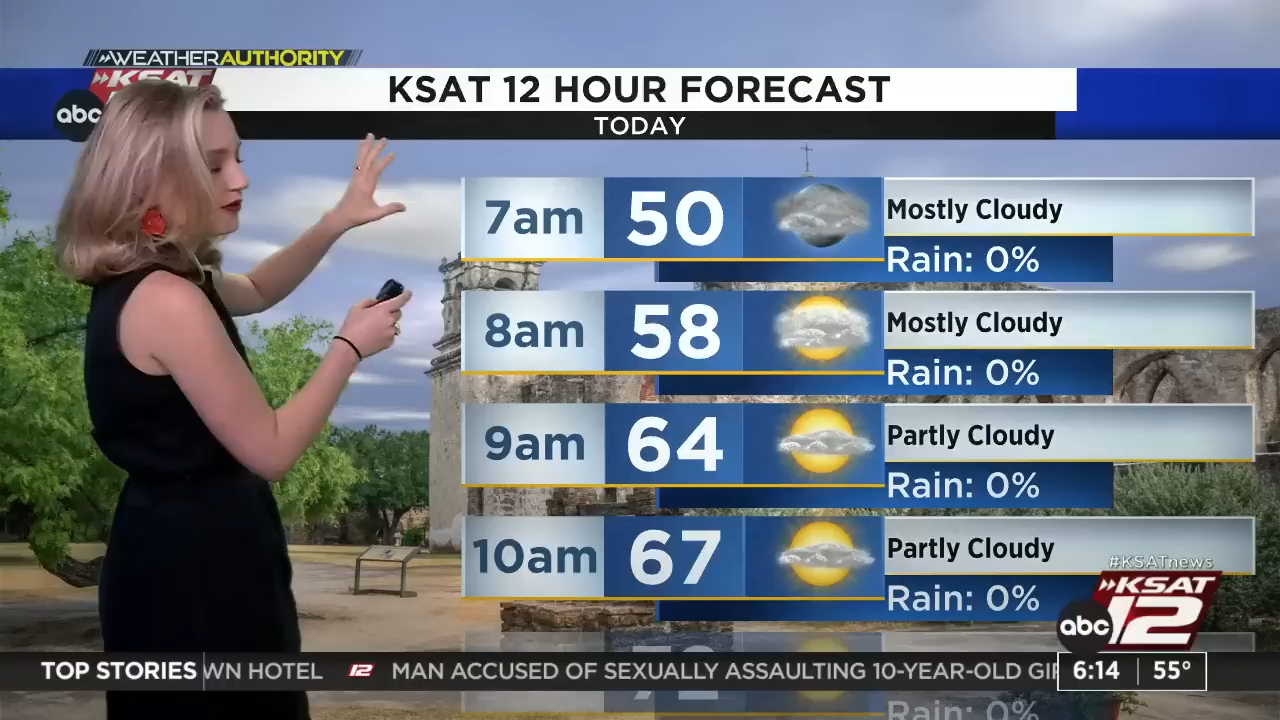 WEATHERAUTHORITY
KSAT
abc
KSAT 12 HOUR FORECAST
TODAY
7am 50 Mostly Cloudy
Rain: 0%
8am 58 Mostly Cloudy
Rain: 0%
9am 64 Partly Cloudy
Rain: 0%
10am 67 Partly Cloudy
Rain: 0%
#KSATnews
KSAT
abc 12
TOP STORIES WN HOTEL 12 MAN ACCUSED OF SEXUALLY ASSAULTING 10-YEAR-OLD GI 6:14 55°
Rain: 0%